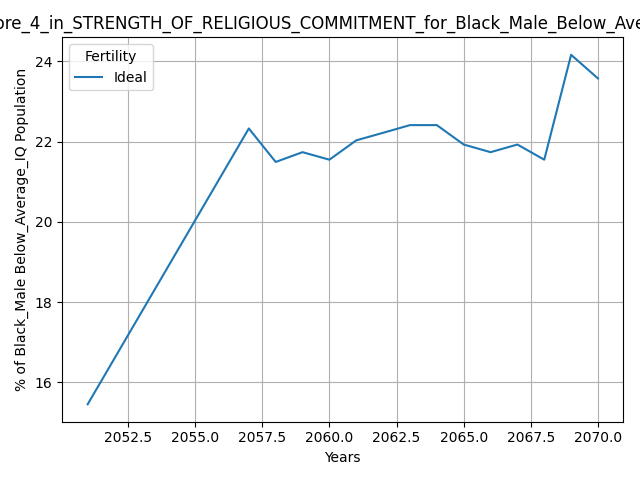 ore_4_in_STRENGTH_OF_RELIGIOUS_COMMITMENT_for_Black_Male_Below_Ave
Fertility
Ideal
% of Black_Male Below_Average_IQ Population
24
22
20
18
16
2052.5 2055.0 2057.5 2060.0 2062.5 2065.0 2067.5 2070.0
Years